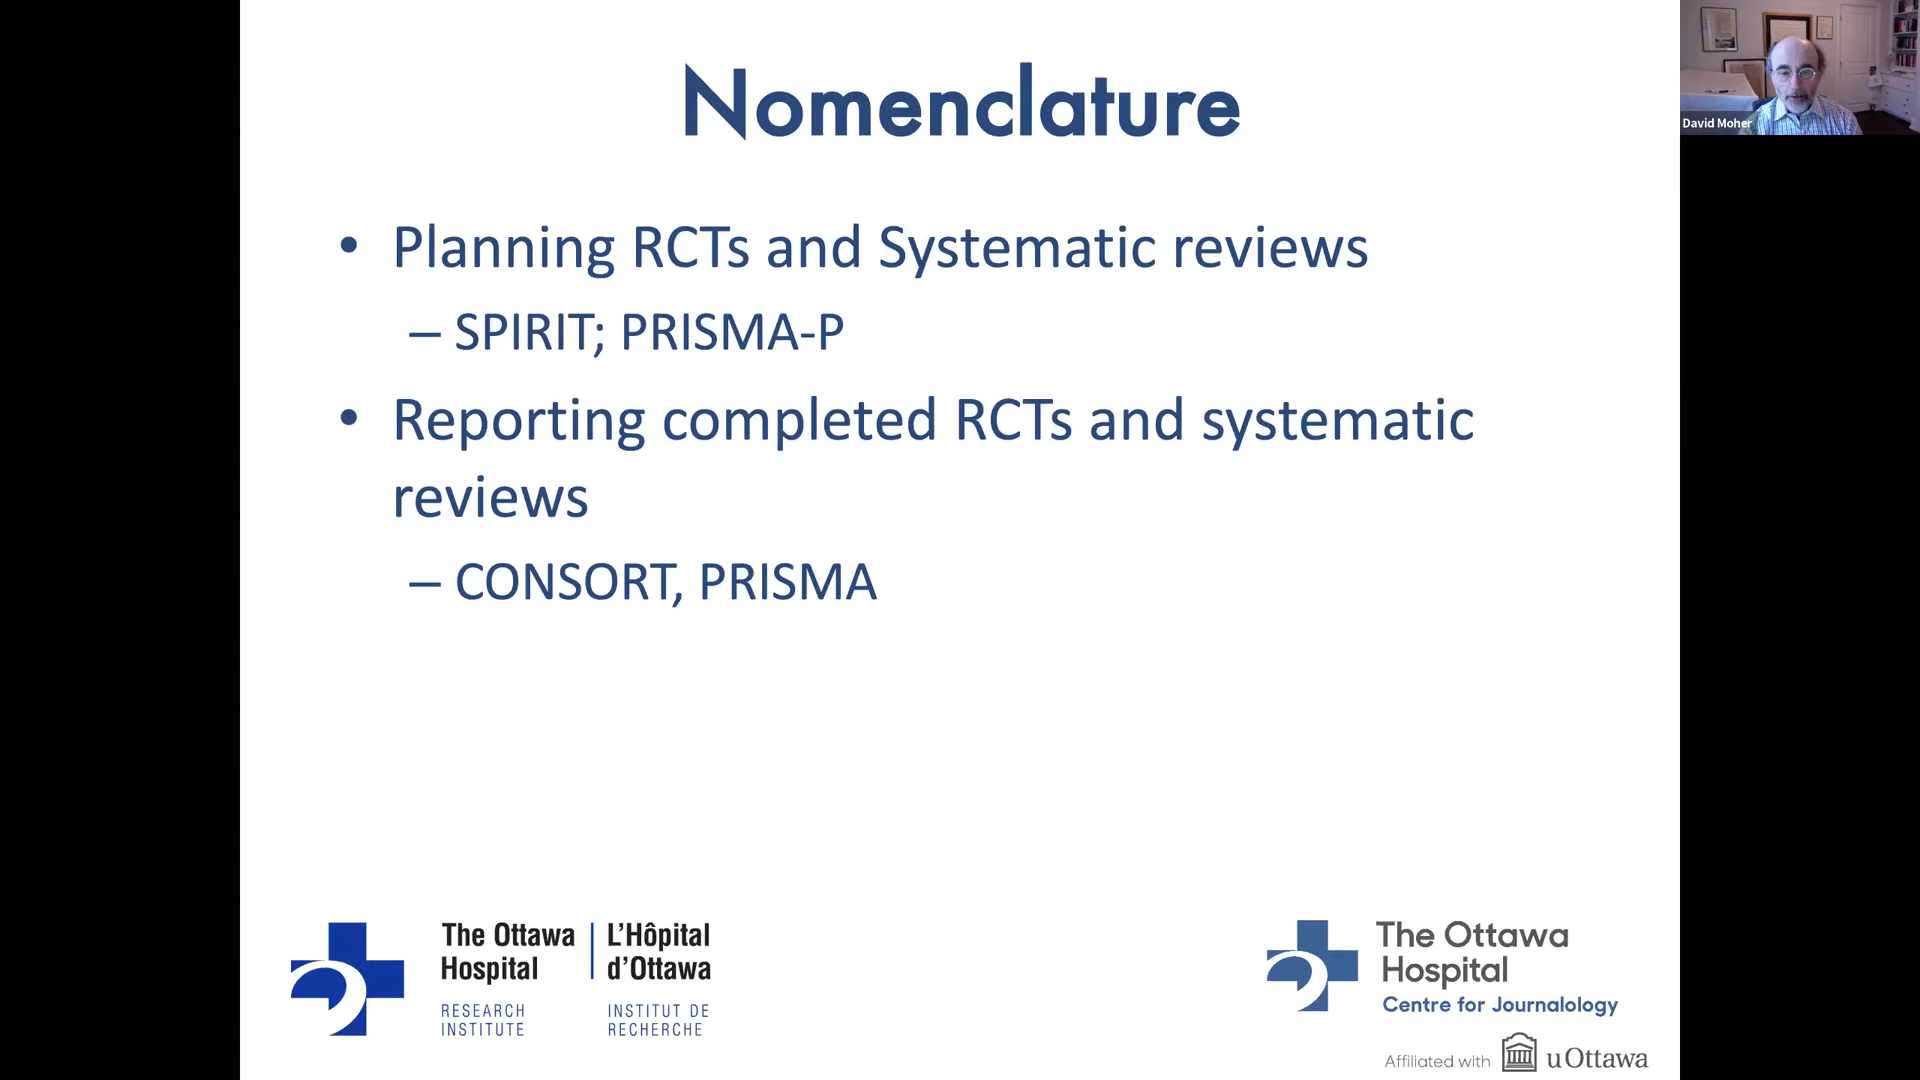 Nomenclature
• Planning RCTs and Systematic reviews
– SPIRIT; PRISMA-P
• Reporting completed RCTs and systematic
reviews
– CONSORT, PRISMA
David Moher
The Ottawa
Hospital
RESEARCH
INSTITUTE
L'Hôpital
d'Ottawa
INSTITUT DE
RECHERCHE
The Ottawa
Hospital
Centre for Journalology
Affiliated with uOttawa